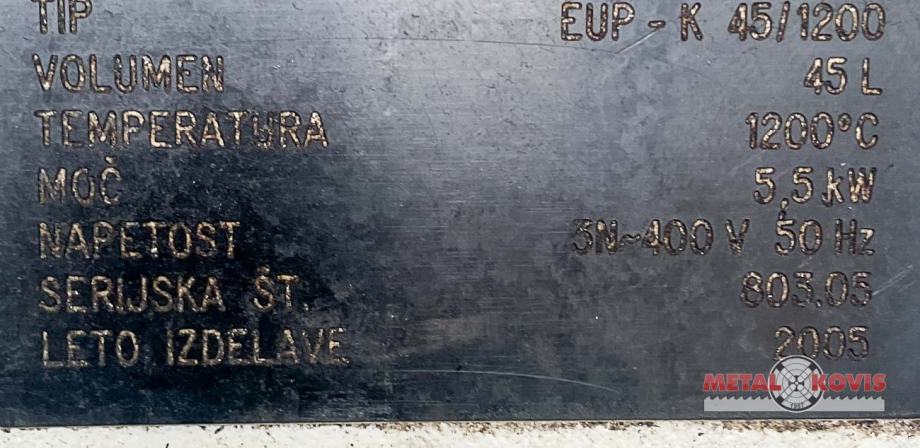 TIP EUP - K 45/1200
VOLUMEN 45 L
TEMPERATURA 1200°C
MOČ 5,5 kW
NAPETOST 3N~400 V 50 Hz
SERIJSKA ŠT. 803.05
LETO IZDELAVE 2005
METAL KOVIS